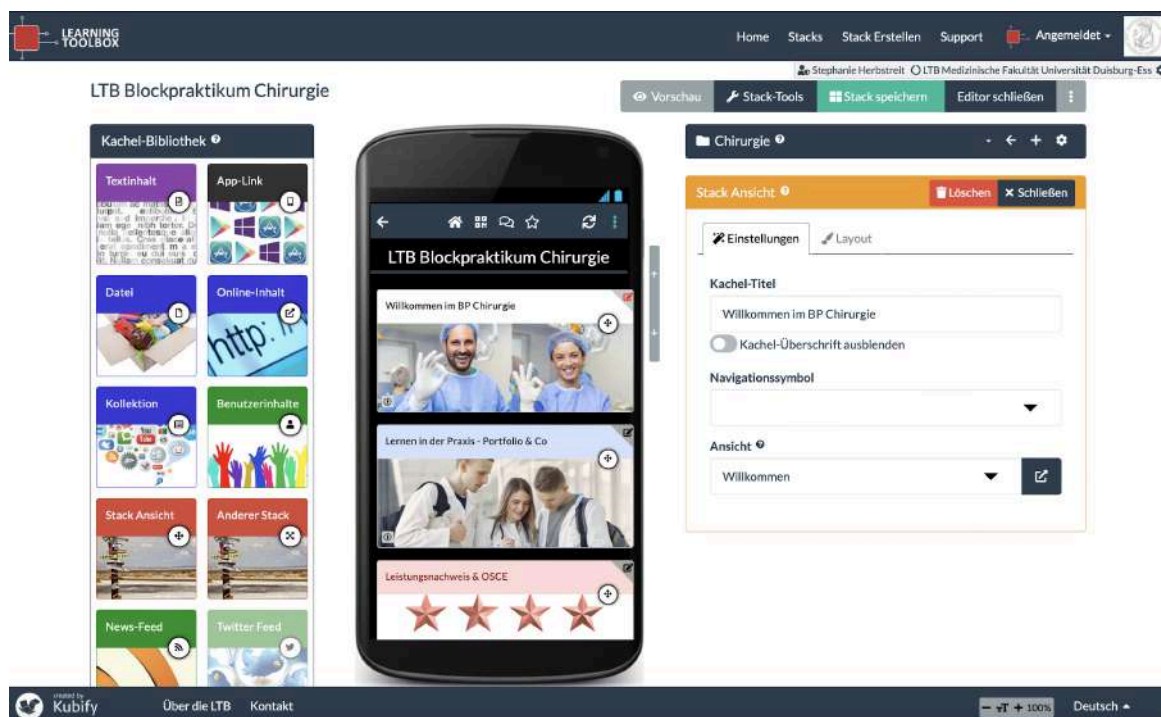 LEARNING
TOOLBOX
Home Stacks Stack Erstellen Support Angemeldet
Stephanie Herbstreit LTB Medizinische Fakultät Universität Duisburg-Ess
LTB Blockpraktikum Chirurgie
Vorschau Stack-Tools Stack speichern Editor schließen
Kachel-Bibliothek
Textinhalt App-Link
Datei Online-Inhalt
http: //
Kollektion Benutzerinhalte
Stack Ansicht Anderer Stack
News-Feed Twitter Feed
LTB Blockpraktikum Chirurgie
Willkommen im BP Chirurgie
Lernen in der Praxis - Portfolio & Co
Leistungsnachweis & OSCE
Chirurgie
Stack Ansicht Löschen Schließen
Einstellungen Layout
Kachel-Titel
Willkommen im BP Chirurgie
Kachel-Überschrift ausblenden
Navigationssymbol
Ansicht
Willkommen
created by
Kubify Über die LTB Kontakt
- TT + 100% Deutsch